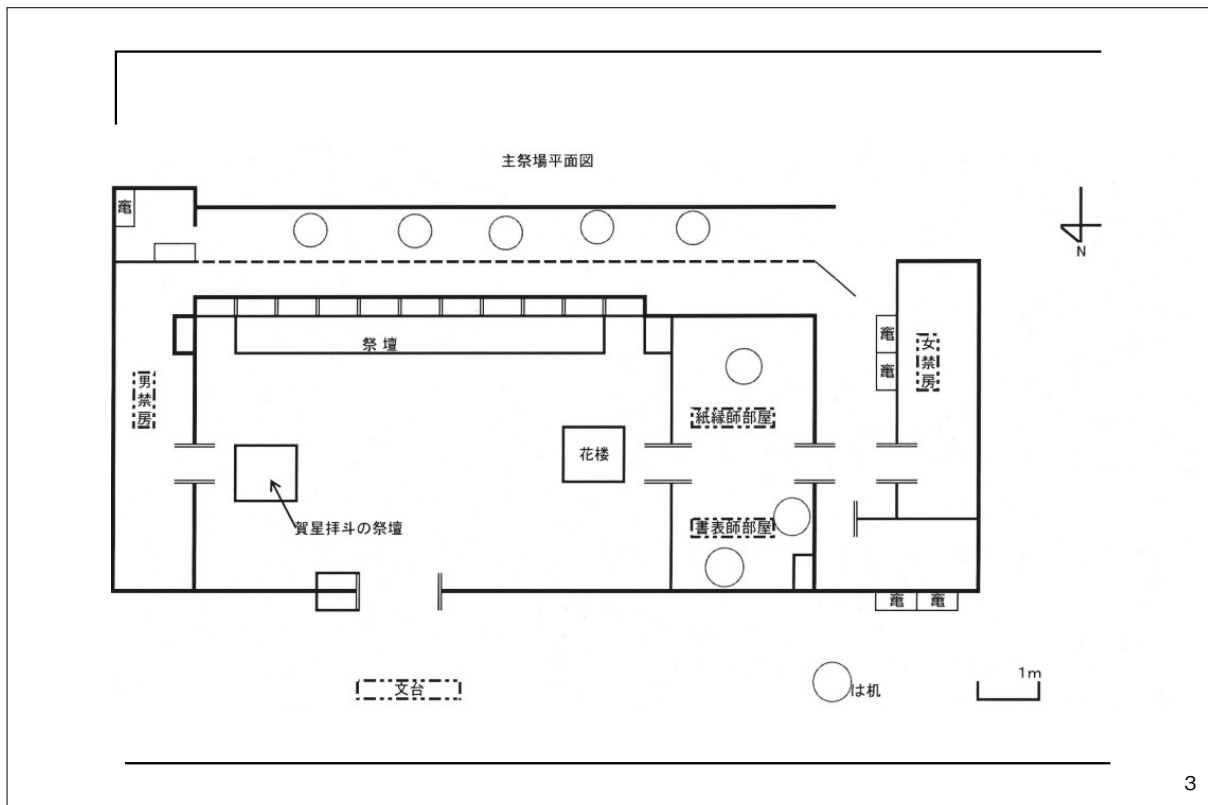 主祭場平面図
竃
N
祭壇
竃
竃
女禁房
男禁房
紙縁師部屋
花楼
賀星拝斗の祭壇
書表師部屋
竃
竃
文台
は机
1m
3